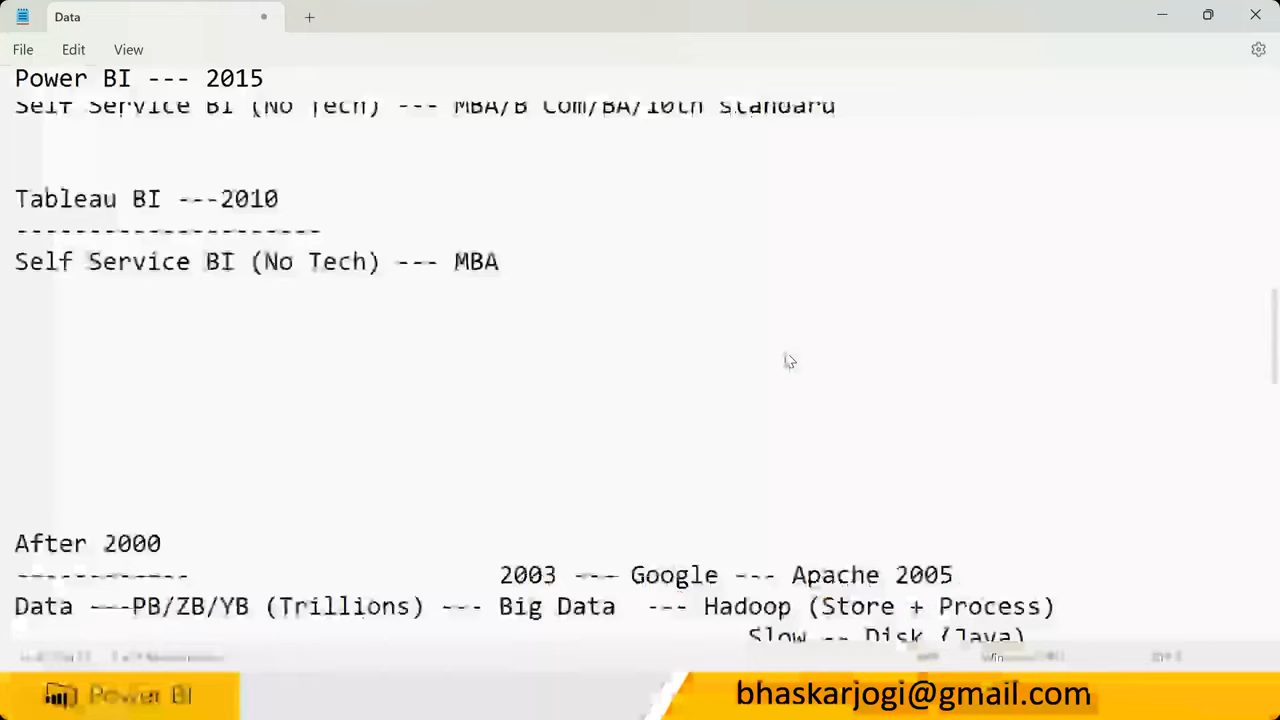 Data
File Edit View
Power BI --- 2015
Self Service BI (No Tech) --- MBA/B Com/BA/10th standard
Tableau BI ---2010
---------------------
Self Service BI (No Tech) --- MBA
After 2000
------------ 2003 --- Google --- Apache 2005
Data ---PB/ZB/YB (Trillions) --- Big Data --- Hadoop (Store + Process)
Slow -- Disk (Java)
Power BI
bhaskarjogi@gmail.com